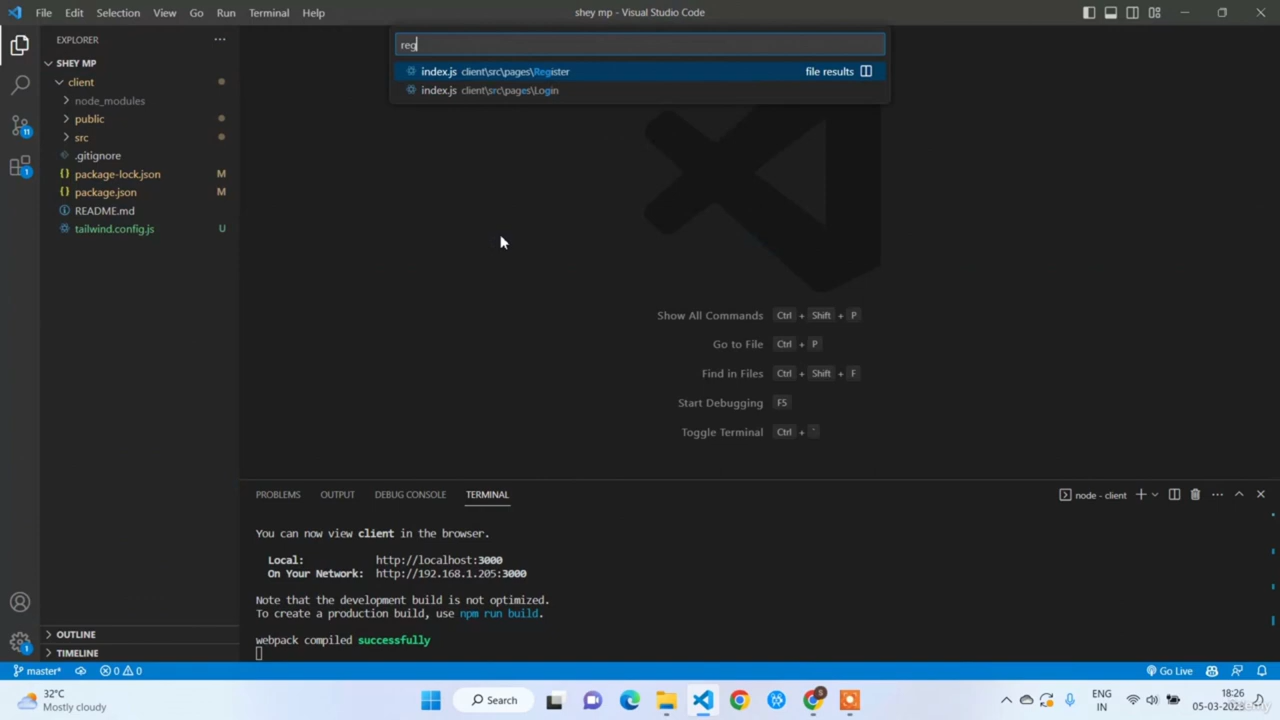 File Edit Selection View Go Run Terminal Help
shey mp - Visual Studio Code
EXPLORER
SHEY MP
client
node_modules
public
src
.gitignore
package-lock.json M
package.json M
README.md
tailwind.config.js U
OUTLINE
TIMELINE
11
1
1
reg
index.js client\src\pages\Register file results
index.js client\src\pages\Login
Show All Commands Ctrl + Shift + P
Go to File Ctrl + P
Find in Files Ctrl + Shift + F
Start Debugging F5
Toggle Terminal Ctrl + `
PROBLEMS OUTPUT DEBUG CONSOLE TERMINAL
node - client
You can now view client in the browser.
Local: http://localhost:3000
On Your Network: http://192.168.1.205:3000
Note that the development build is not optimized.
To create a production build, use npm run build.
webpack compiled successfully
master* 0 0
Go Live
32°C
Mostly cloudy
Search
S
ENG
IN
18:26
05-03-2023